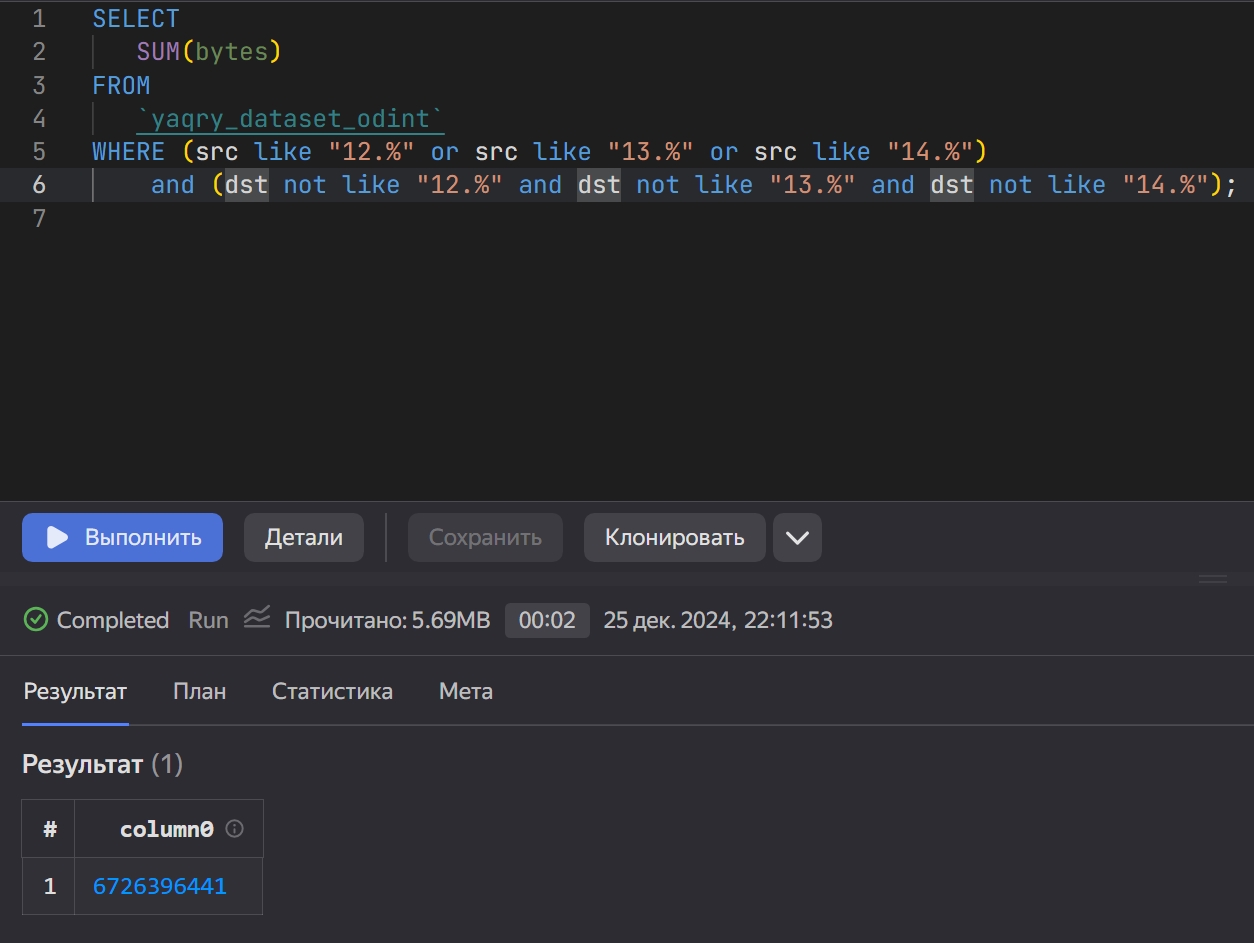 1 SELECT
2 SUM(bytes)
3 FROM
4 `yaqry_dataset_odint`
5 WHERE (src like "12.%" or src like "13.%" or src like "14.%")
6 and (dst not like "12.%" and dst not like "13.%" and dst not like "14.%");
7
Выполнить Детали Сохранить Клонировать
Completed Run Прочитано: 5.69MB 00:02 25 дек. 2024, 22:11:53
Результат План Статистика Мета
Результат (1)
# column0
1 6726396441